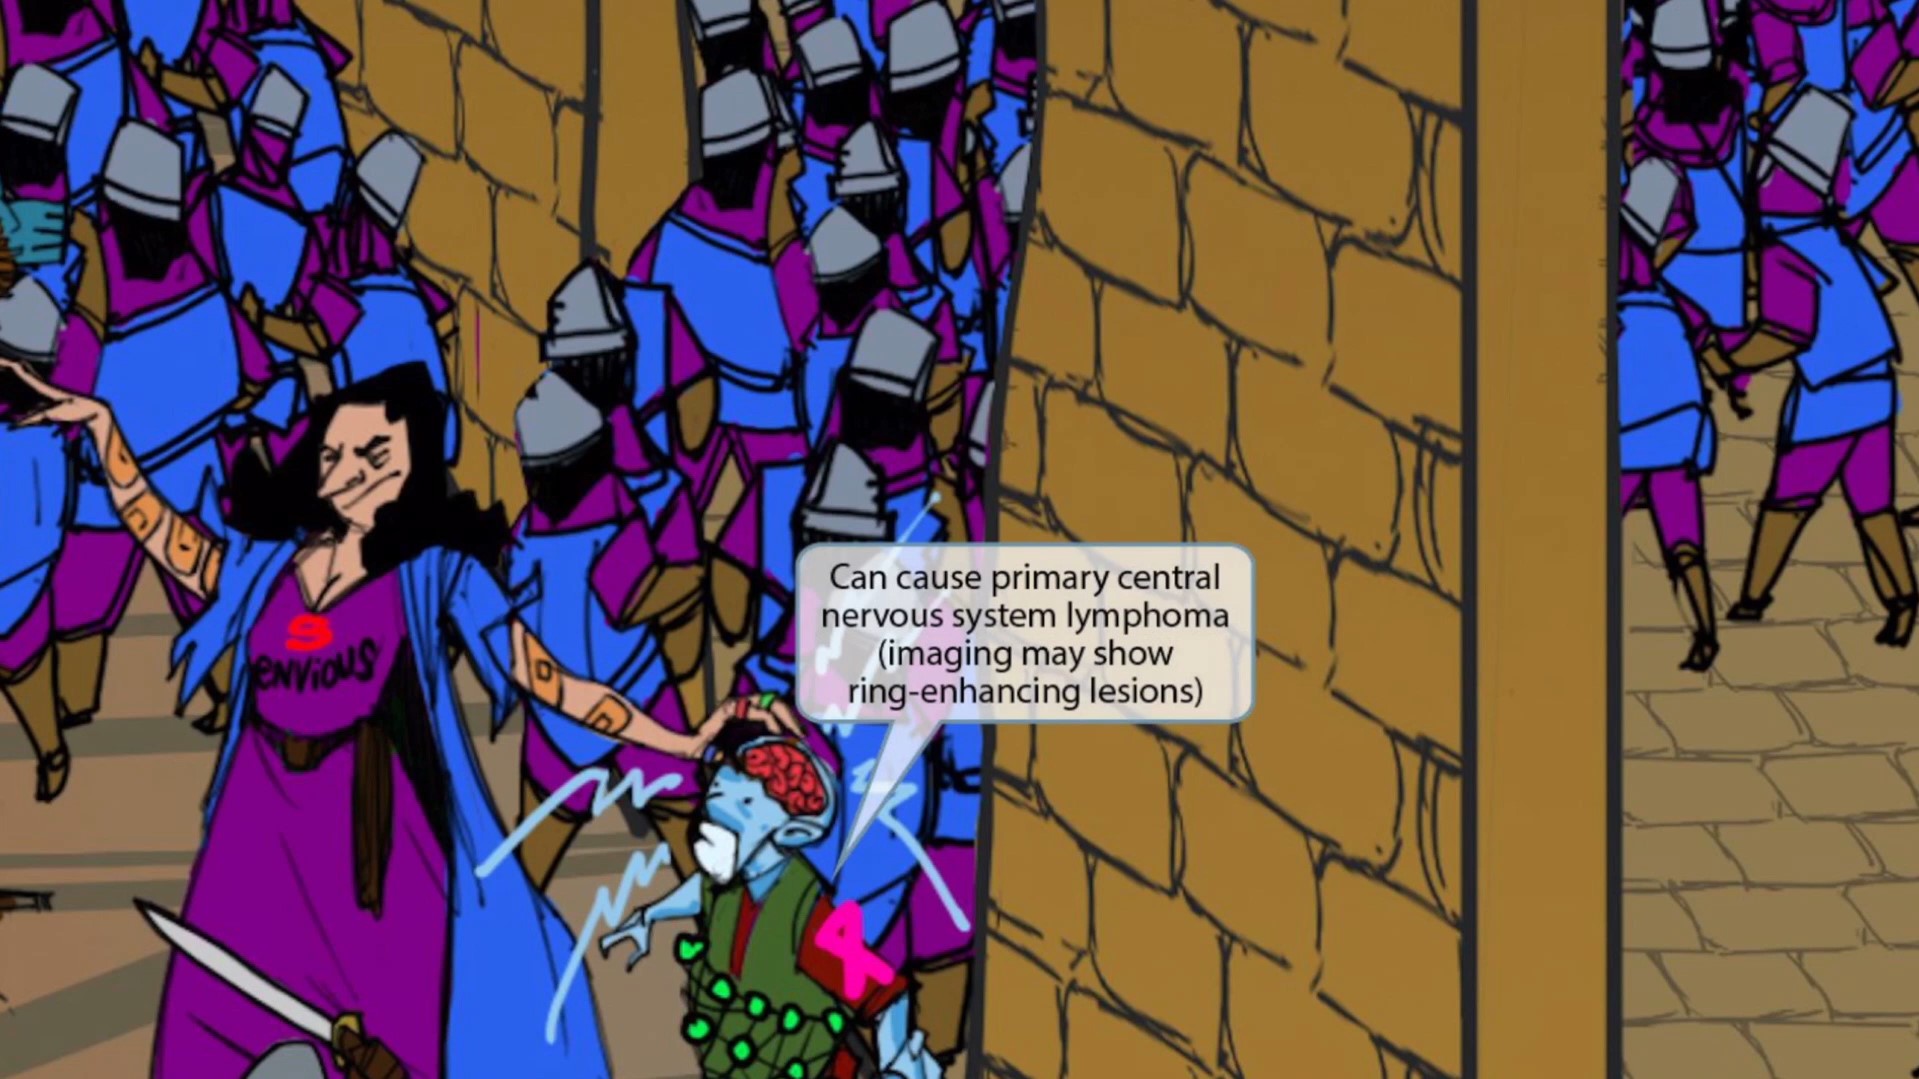 S
envious
Can cause primary central
nervous system lymphoma
(imaging may show
ring-enhancing lesions)